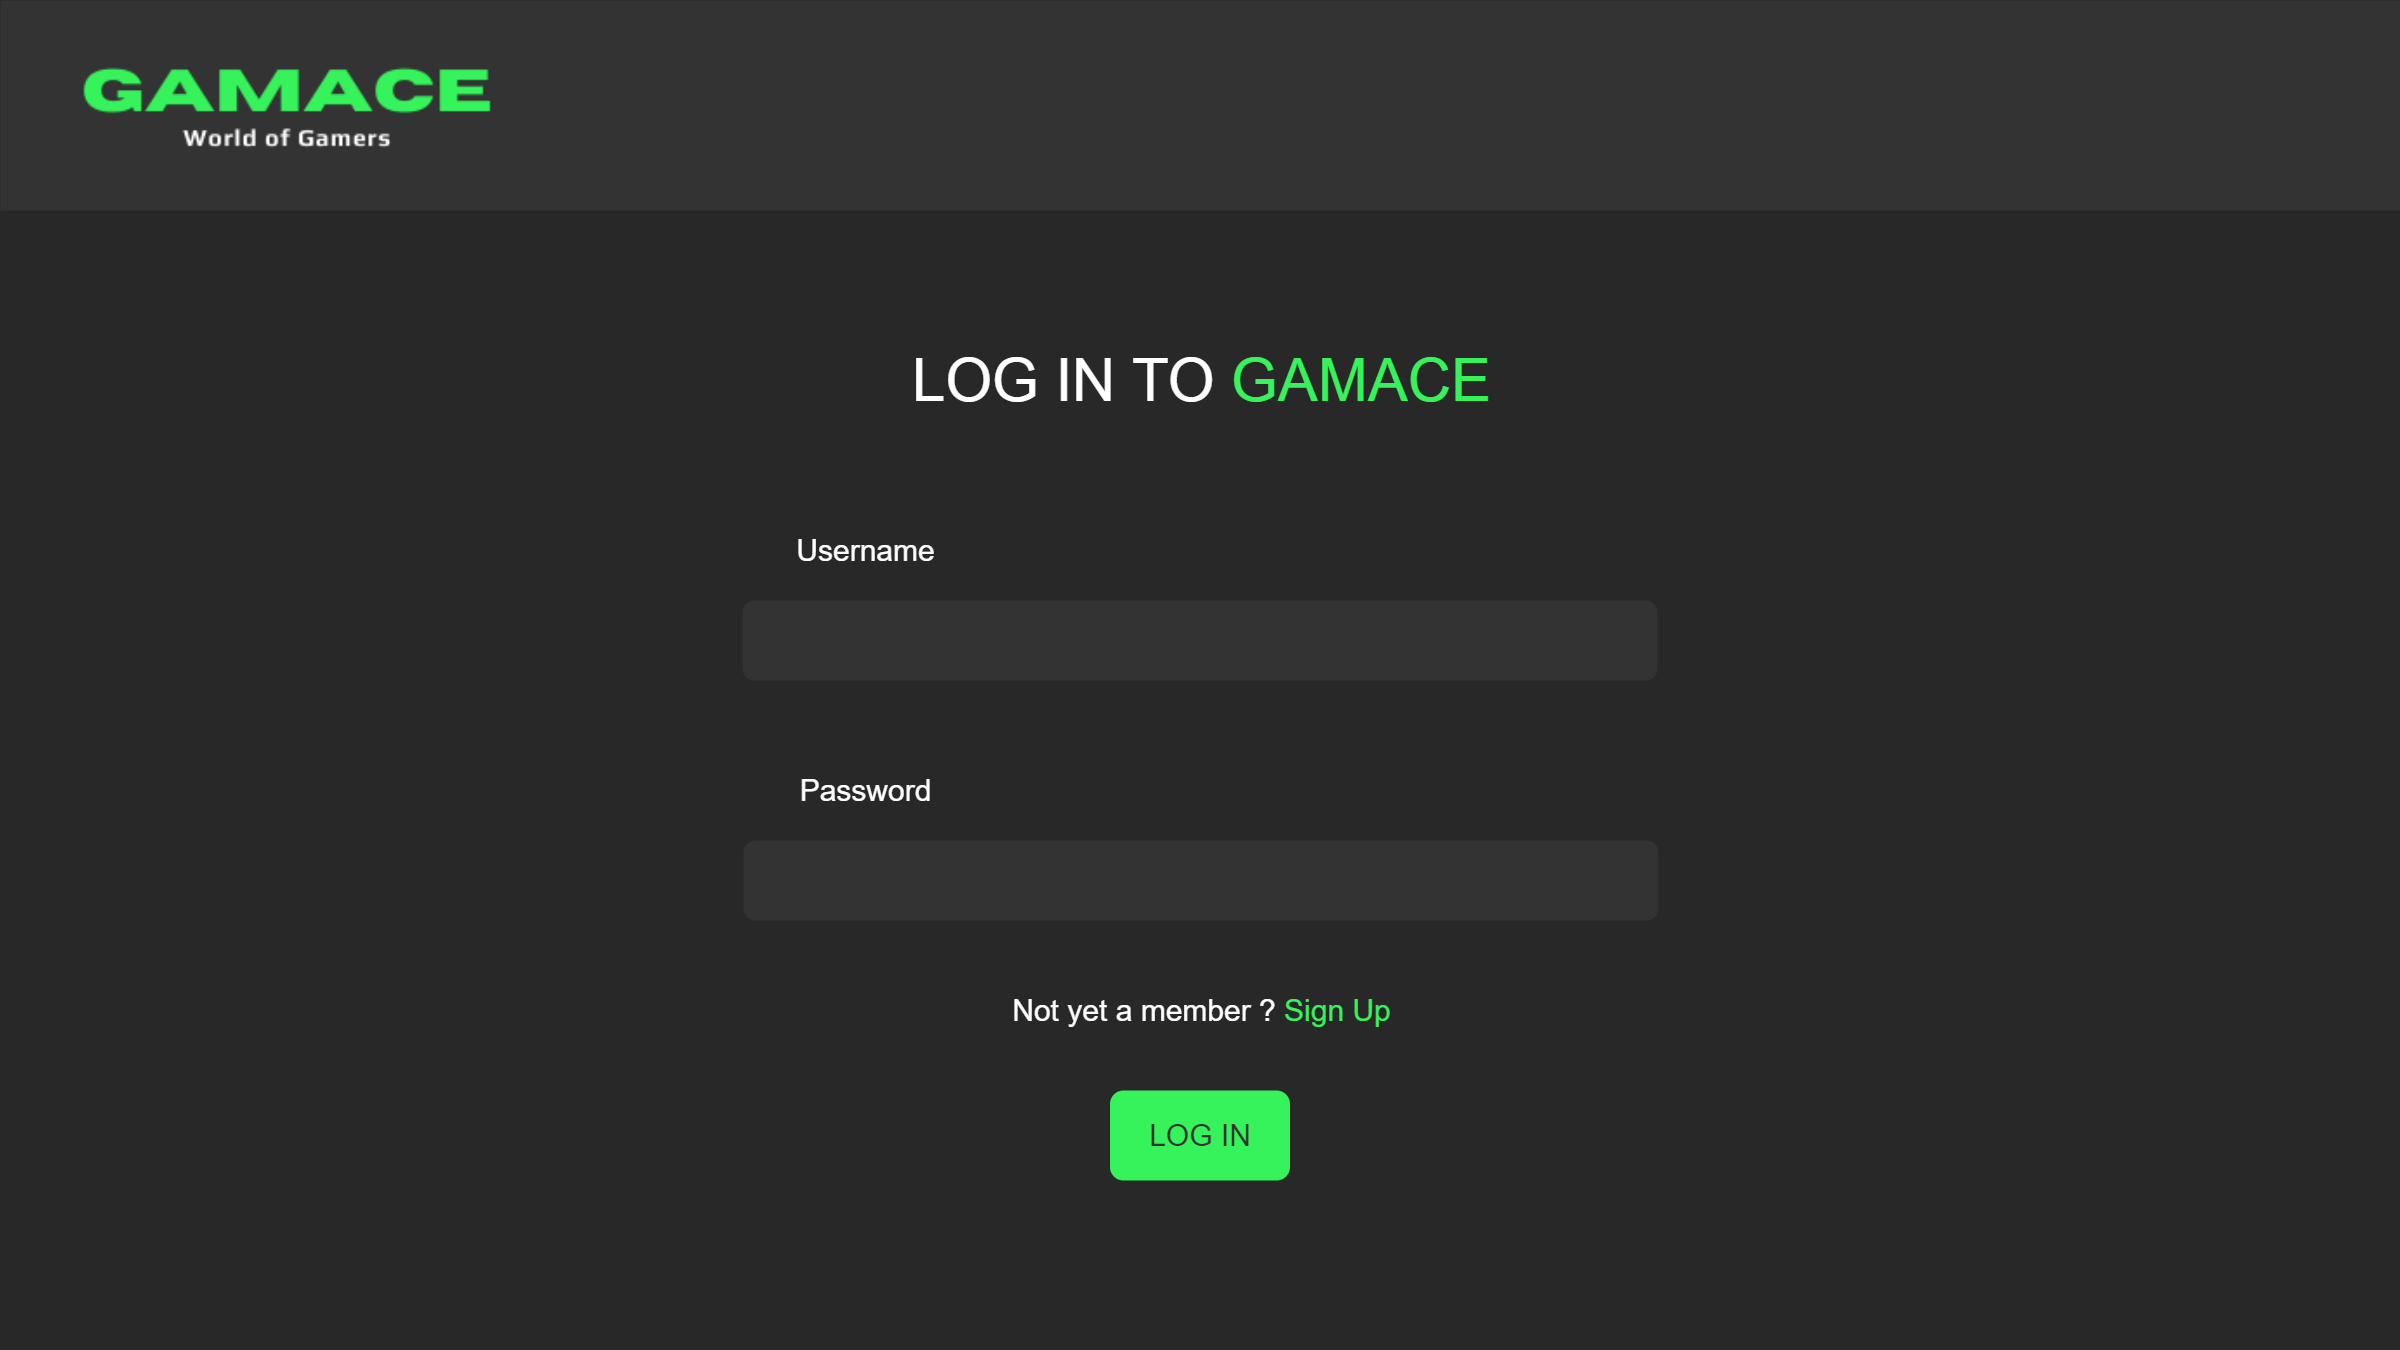 GAMACE
World of Gamers
LOG IN TO GAMACE
Username
Password
Not yet a member ? Sign Up
LOG IN